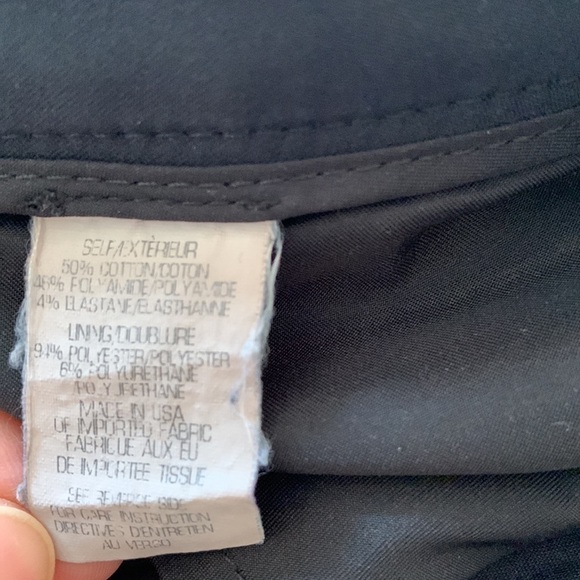 SELF/EXTÉRIEUR
50% COTTON/COTON
46% POLYAMIDE/POLYAMIDE
4% ELASTANE/ELASTHANNE
LINING/DOUBLURE
94% POLYESTER/POLYESTER
6% POLYURETHANE
/POLYURETHANE
MADE IN USA
OF IMPORTED FABRIC
FABRIQUE AUX EU
DE IMPORTEE TISSUE
SEE REVERSE SIDE
FOR CARE INSTRUCTION
DIRECTIVES D'ENTRETIEN
AU VERSO